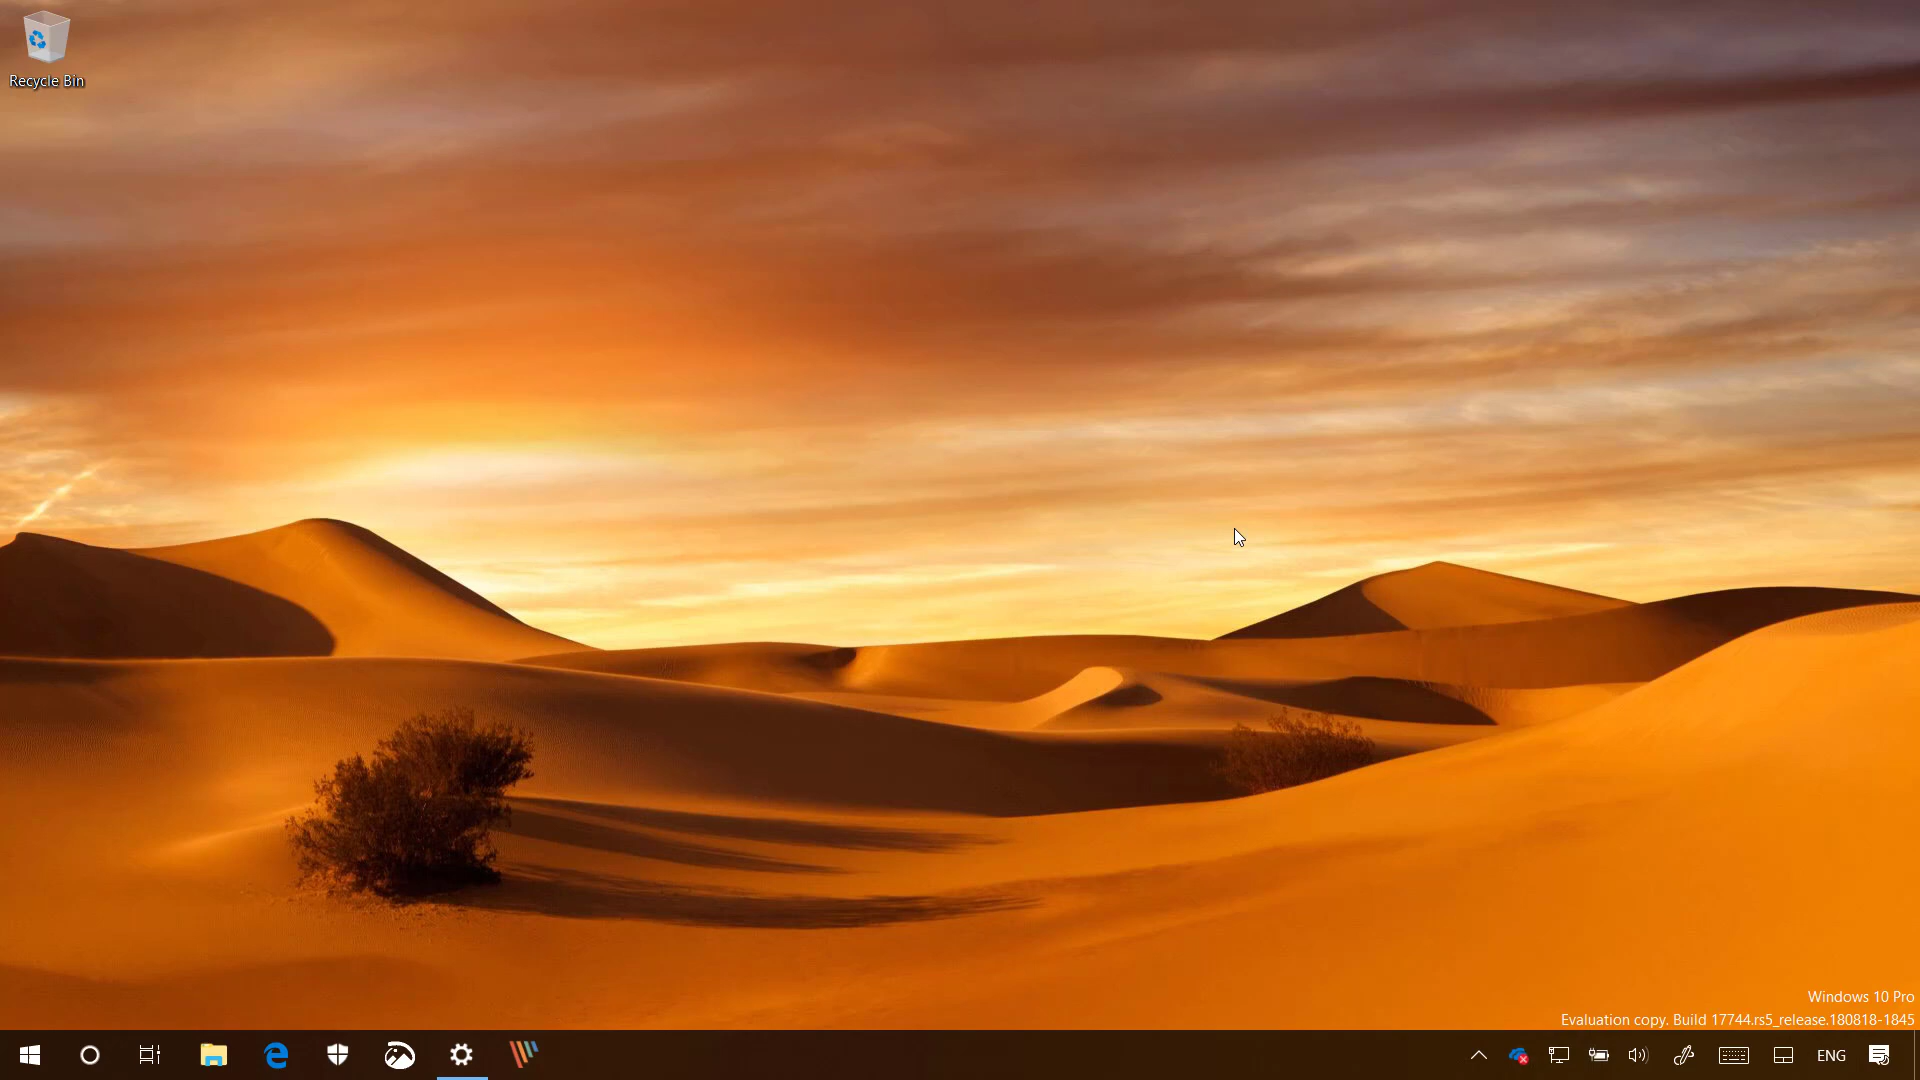 Recycle Bin
Windows 10 Pro
Evaluation copy. Build 17744.rs5_release.180818-1845
ENG